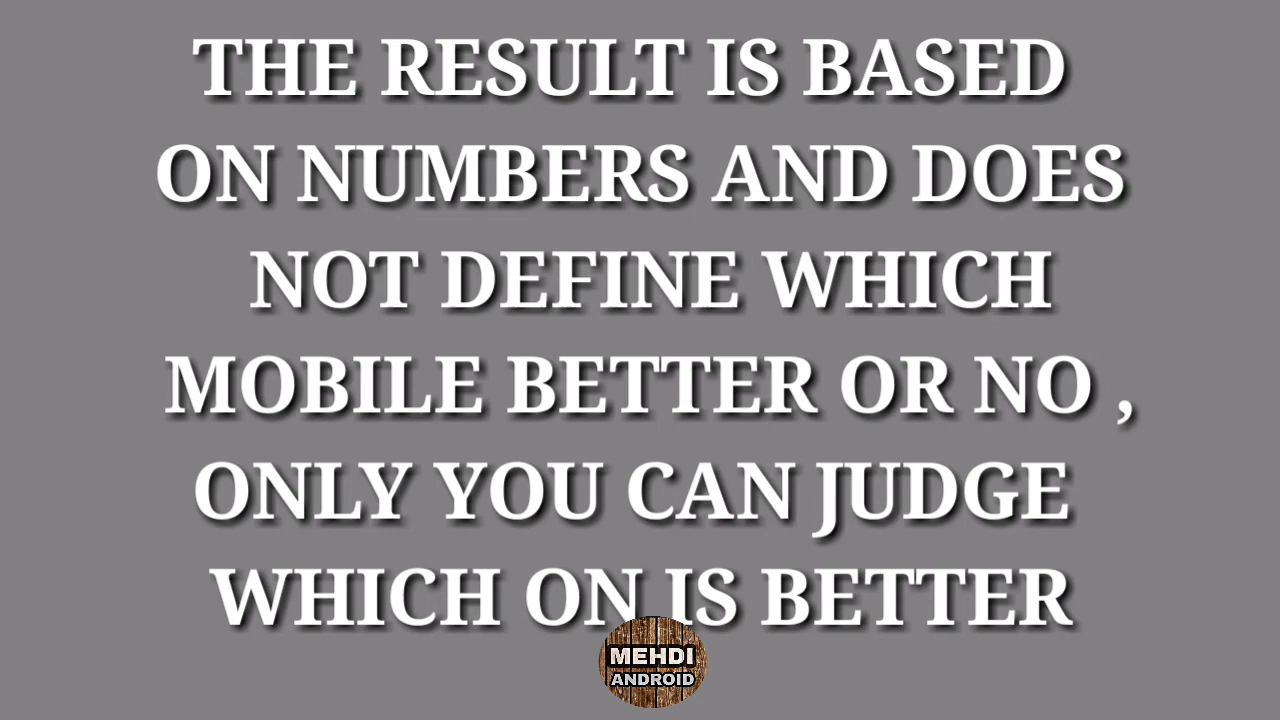 THE RESULT IS BASED
ON NUMBERS AND DOES
NOT DEFINE WHICH
MOBILE BETTER OR NO ,
ONLY YOU CAN JUDGE
WHICH ON IS BETTER
MEHDI
ANDROID